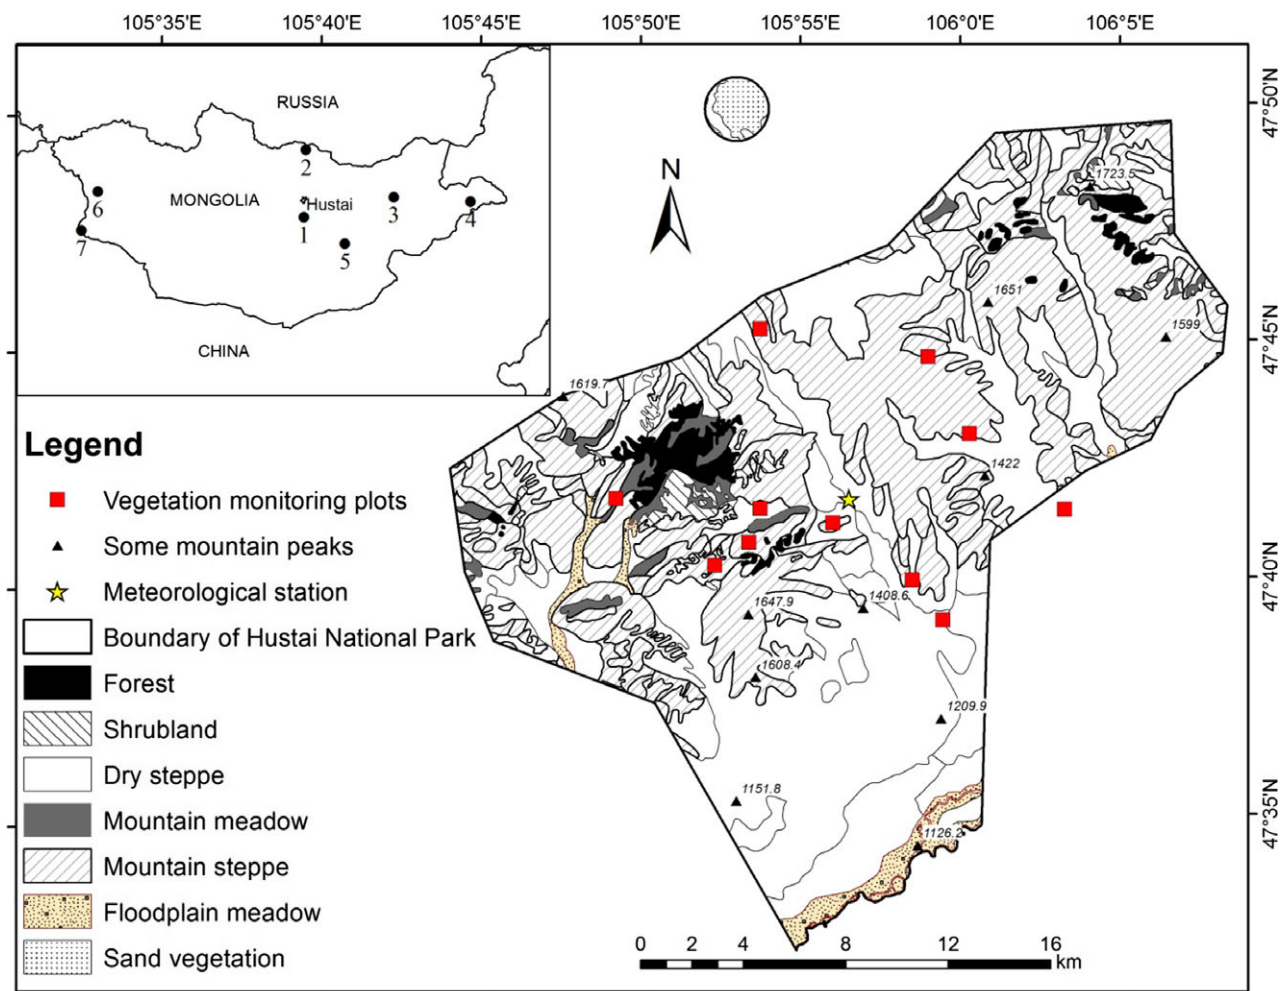 105°35'E 105°40'E 105°45'E 105°50'E 105°55'E 106°0'E 106°5'E
47°50'N
47°45'N
47°40'N
47°35'N
RUSSIA
2
MONGOLIA
Hustai
6
1
3
4
7
5
CHINA
N
1723.5
1651
1599
1619.7
1422
1408.6
1647.9
1608.4
1209.9
1151.8
1126.2
Legend
Vegetation monitoring plots
Some mountain peaks
Meteorological station
Boundary of Hustai National Park
Forest
Shrubland
Dry steppe
Mountain meadow
Mountain steppe
Floodplain meadow
Sand vegetation
0 2 4 8 12 16
km